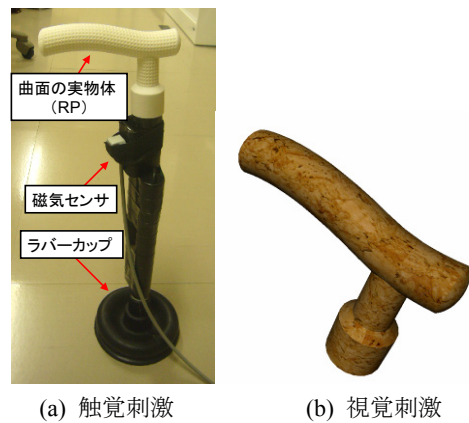 曲面の実物体
（RP）
磁気センサ
ラバーカップ
(a) 触覚刺激
(b) 視覚刺激